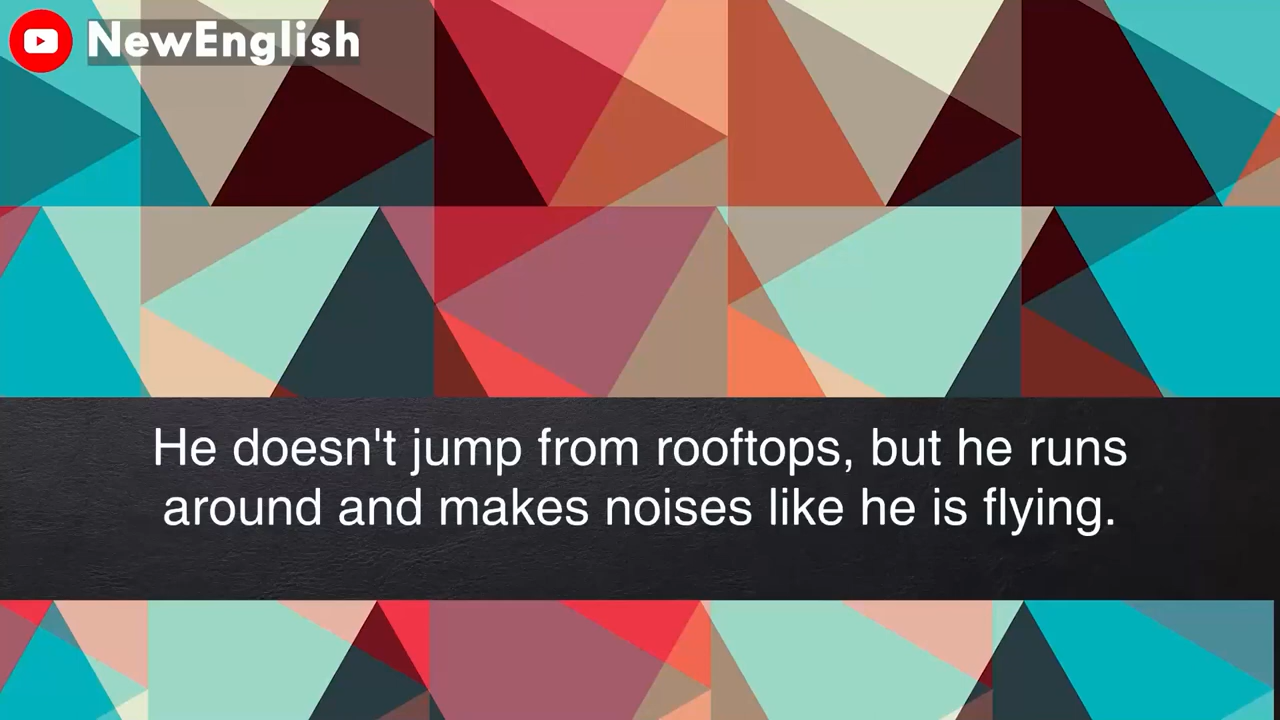 NewEnglish
He doesn't jump from rooftops, but he runs
around and makes noises like he is flying.